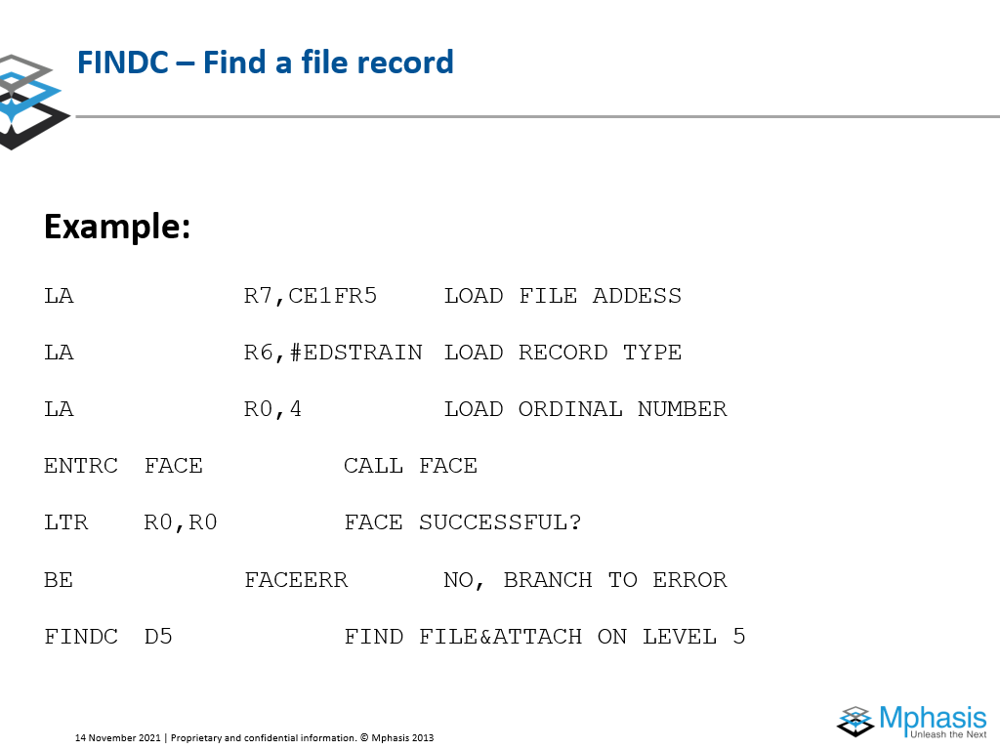 FINDC – Find a file record
Example:
LA R7,CE1FR5 LOAD FILE ADDESS
LA R6,#EDSTRAIN LOAD RECORD TYPE
LA R0,4 LOAD ORDINAL NUMBER
ENTRC FACE CALL FACE
LTR R0,R0 FACE SUCCESSFUL?
BE FACEERR NO, BRANCH TO ERROR
FINDC D5 FIND FILE&ATTACH ON LEVEL 5
14 November 2021 | Proprietary and confidential information. © Mphasis 2013
Mphasis
Unleash the Next